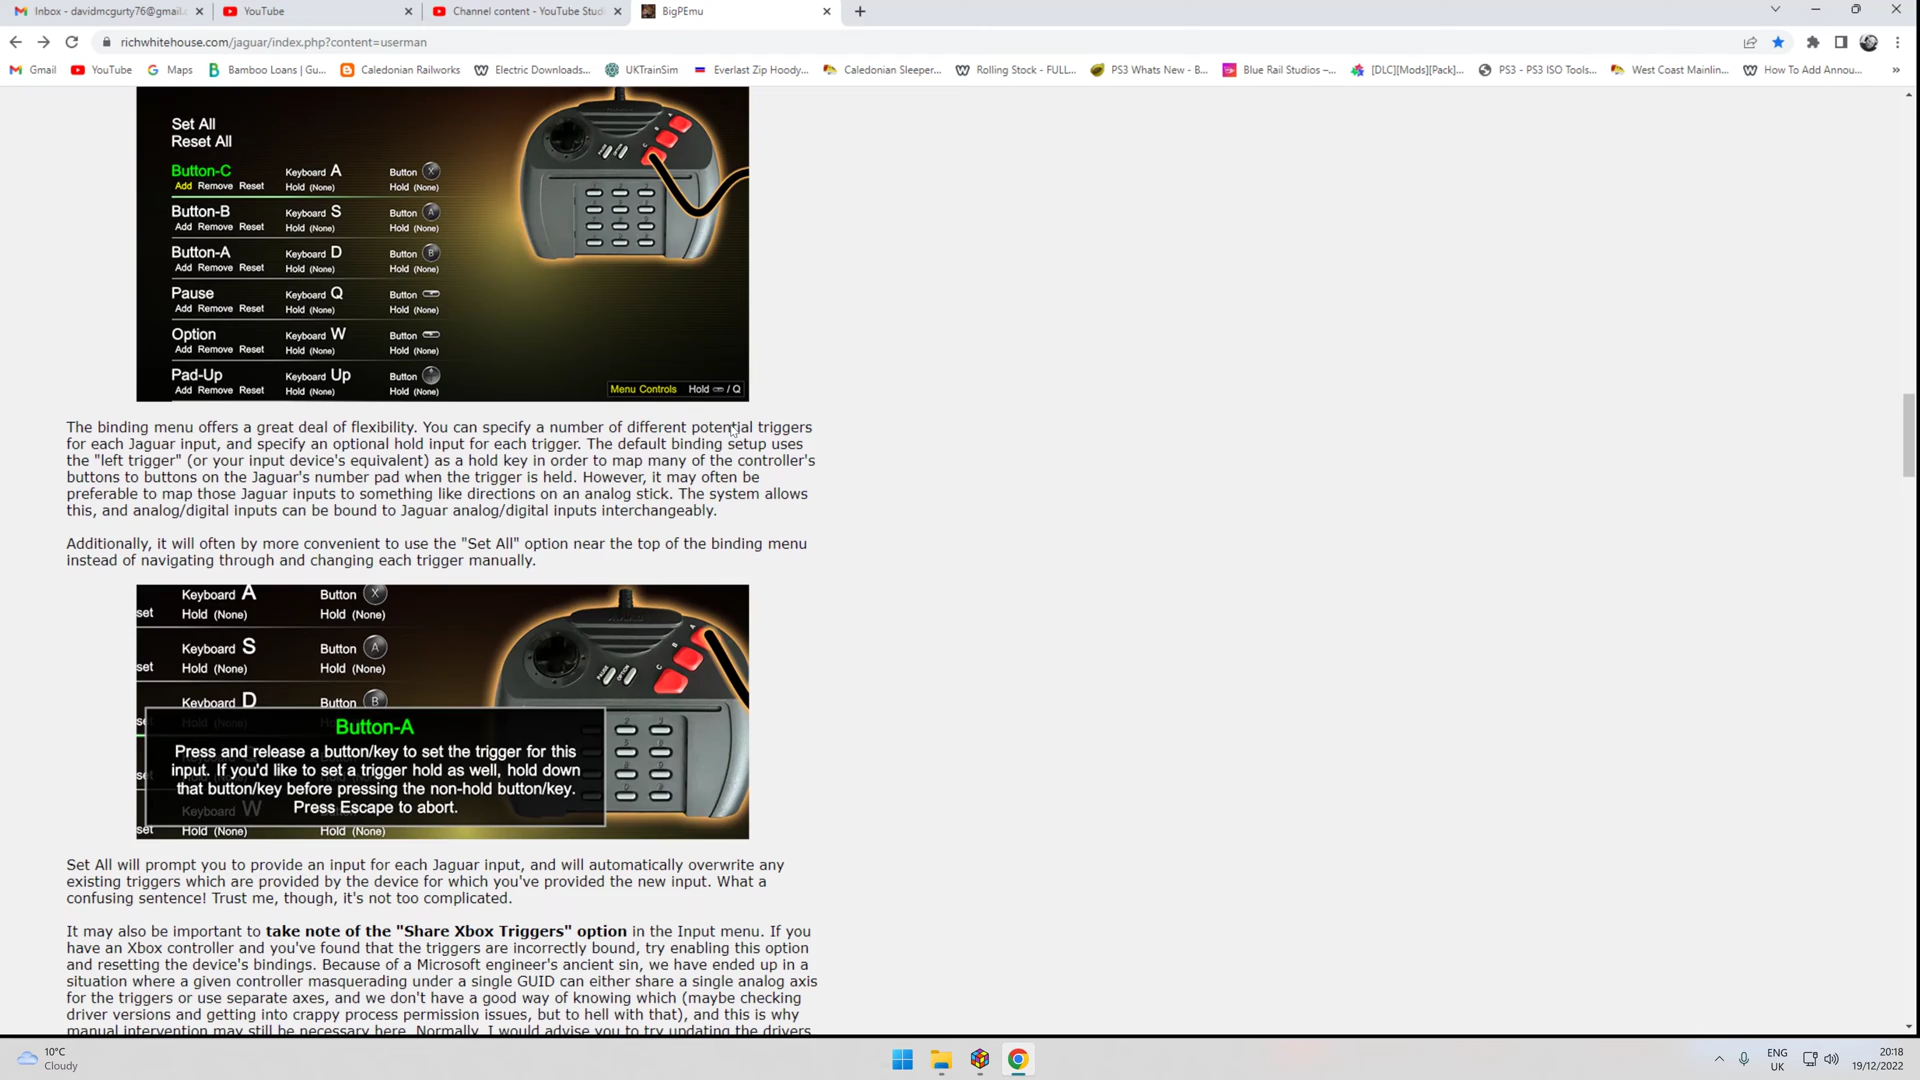 Inbox - davidmcgurty76@gmail.c
YouTube
Channel content - YouTube Studi
BigPEmu
richwhitehouse.com/jaguar/index.php?content=userman
Gmail YouTube Maps Bamboo Loans | Gu... Caledonian Railworks Electric Downloads... UKTrainSim Everlast Zip Hoody... Caledonian Sleeper... Rolling Stock - FULL... PS3 Whats New - B... Blue Rail Studios –... [DLC][Mods][Pack]... PS3 - PS3 ISO Tools... West Coast Mainlin... How To Add Annou... »
Set All
Reset All
Button-C Keyboard A Button X
Add Remove Reset Hold (None) Hold (None)
Button-B Keyboard S Button A
Add Remove Reset Hold (None) Hold (None)
Button-A Keyboard D Button B
Add Remove Reset Hold (None) Hold (None)
Pause Keyboard Q Button
Add Remove Reset Hold (None) Hold (None)
Option Keyboard W Button
Add Remove Reset Hold (None) Hold (None)
Pad-Up Keyboard Up Button
Add Remove Reset Hold (None) Hold (None)
Menu Controls Hold / Q
The binding menu offers a great deal of flexibility. You can specify a number of different potential triggers
for each Jaguar input, and specify an optional hold input for each trigger. The default binding setup uses
the "left trigger" (or your input device's equivalent) as a hold key in order to map many of the controller's
buttons to buttons on the Jaguar's number pad when the trigger is held. However, it may often be
preferable to map those Jaguar inputs to something like directions on an analog stick. The system allows
this, and analog/digital inputs can be bound to Jaguar analog/digital inputs interchangeably.
Additionally, it will often by more convenient to use the "Set All" option near the top of the binding menu
instead of navigating through and changing each trigger manually.
Keyboard A Button X
set Hold (None) Hold (None)
Keyboard S Button A
set Hold (None) Hold (None)
Keyboard D Button B
PAUSE OPTION C B A
Button-A
Press and release a button/key to set the trigger for this
input. If you'd like to set a trigger hold as well, hold down
that button/key before pressing the non-hold button/key.
Press Escape to abort.
Keyboard W
set Hold (None) Hold (None)
Set All will prompt you to provide an input for each Jaguar input, and will automatically overwrite any
existing triggers which are provided by the device for which you've provided the new input. What a
confusing sentence! Trust me, though, it's not too complicated.
It may also be important to take note of the "Share Xbox Triggers" option in the Input menu. If you
have an Xbox controller and you've found that the triggers are incorrectly bound, try enabling this option
and resetting the device's bindings. Because of a Microsoft engineer's ancient sin, we have ended up in a
situation where a given controller masquerading under a single GUID can either share a single analog axis
for the triggers or use separate axes, and we don't have a good way of knowing which (maybe checking
driver versions and getting into crappy process permission issues, but to hell with that), and this is why
manual intervention may still be necessary here. Normally, I would advise you to try updating the drivers
10°C
Cloudy
ENG
UK
20:18
19/12/2022